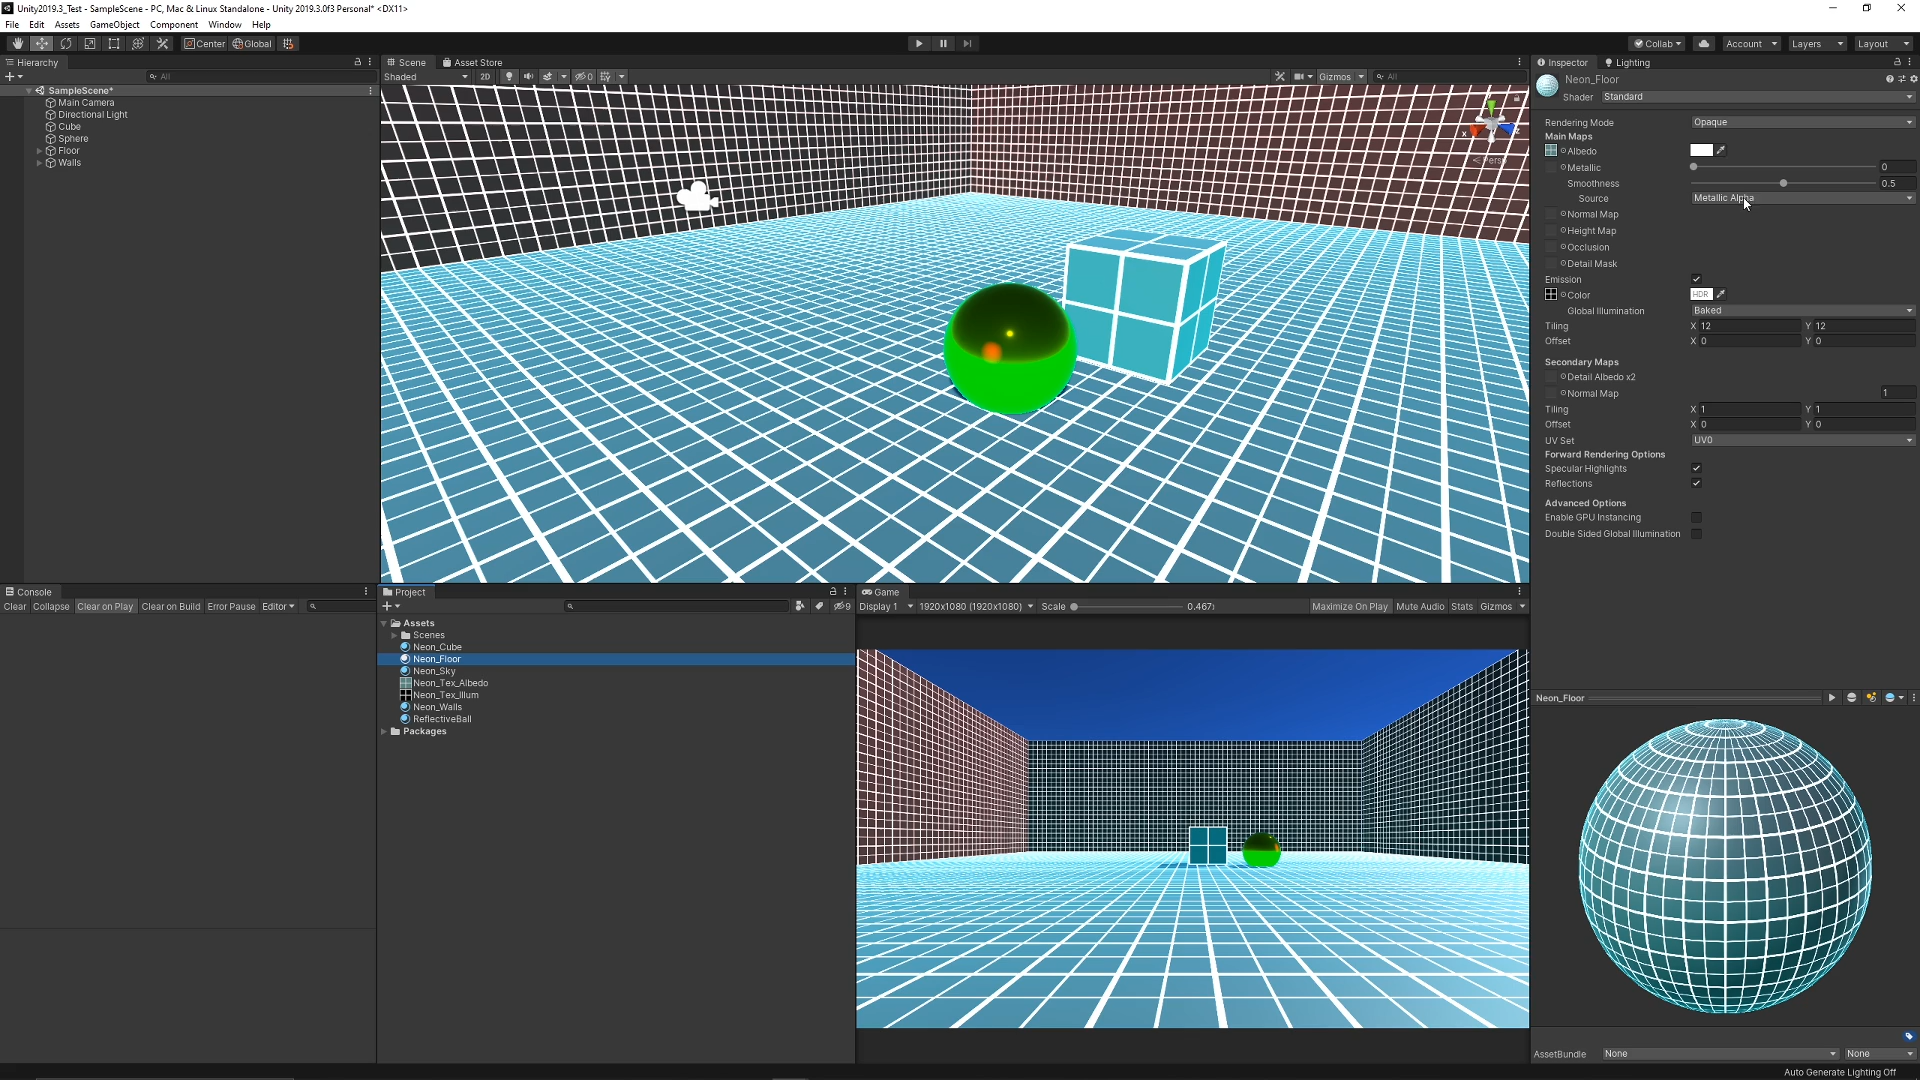 Unity2019.3_Test - SampleScene - PC, Mac & Linux Standalone - Unity 2019.3.0f3 Personal* <DX11>
File Edit Assets GameObject Component Window Help
Center Global Collab Account Layers Layout
Hierarchy
All
SampleScene*
Main Camera
Directional Light
Cube
Sphere
Floor
Walls
Scene Asset Store
Shaded 2D 0 Gizmos All
x
z
Persp
Inspector Lighting
Neon_Floor
Shader Standard
Rendering Mode Opaque
Main Maps
Albedo
Metallic 0
Smoothness 0.5
Source Metallic Alpha
Normal Map
Height Map
Occlusion
Detail Mask
Emission
Color HDR
Global Illumination Baked
Tiling X 12 Y 12
Offset X 0 Y 0
Secondary Maps
Detail Albedo x2
Normal Map 1
Tiling X 1 Y 1
Offset X 0 Y 0
UV Set UV0
Forward Rendering Options
Specular Highlights
Reflections
Advanced Options
Enable GPU Instancing
Double Sided Global Illumination
Console
Clear Collapse Clear on Play Clear on Build Error Pause Editor
Project
9
Assets
Scenes
Neon_Cube
Neon_Floor
Neon_Sky
Neon_Tex_Albedo
Neon_Tex_Illum
Neon_Walls
ReflectiveBall
Packages
Game
Display 1 1920x1080 (1920x1080) Scale 0.467 Maximize On Play Mute Audio Stats Gizmos
Neon_Floor
AssetBundle None None
Auto Generate Lighting Off